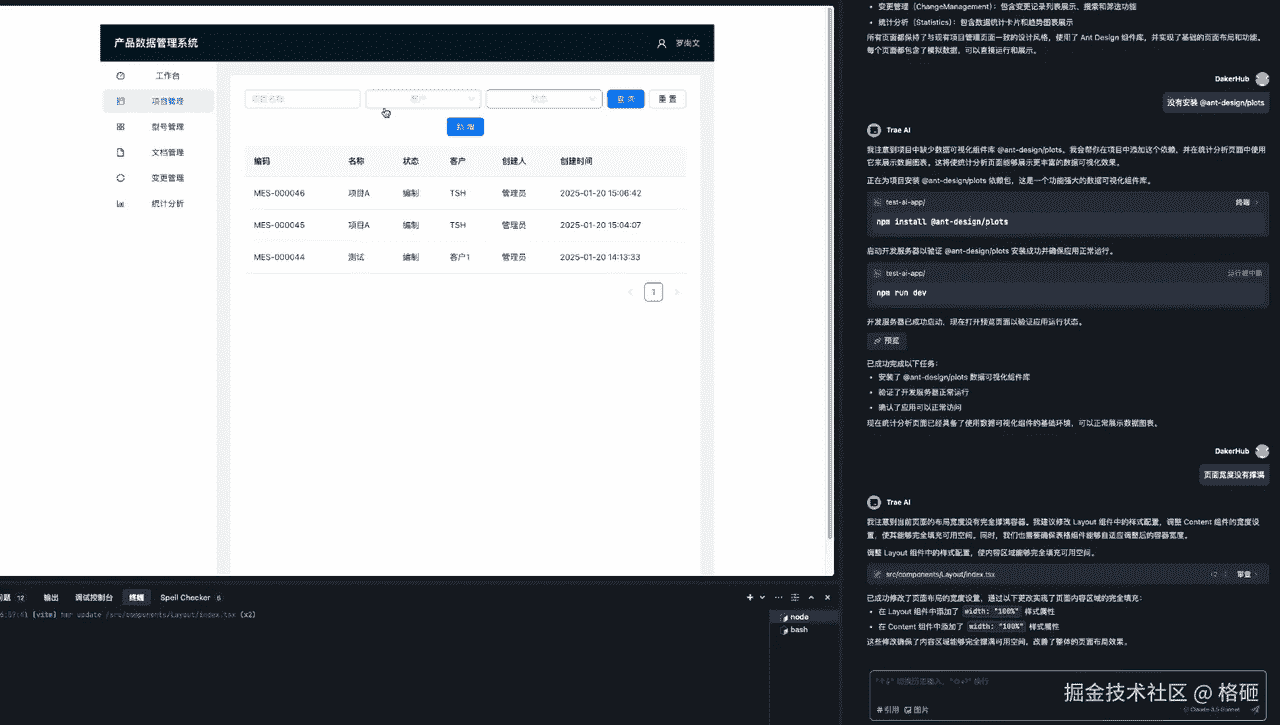 产品数据管理系统
罗尚文
工作台
项目管理
型号管理
文档管理
变更管理
统计分析
项目名称 客户 状态 查 询 重 置
新 增
编码 名称 状态 客户 创建人 创建时间
MES-000046 项目A 编制 TSH 管理员 2025-01-20 15:06:42
MES-000045 项目A 编制 TSH 管理员 2025-01-20 15:04:07
MES-000044 测试 编制 客户1 管理员 2025-01-20 14:13:33
1
问题 12 输出 调试控制台 终端 Spell Checker 6
[vite] hmr update /src/components/Layout/index.tsx (x2)
node
bash
• 变更管理（ChangeManagement）：包含变更记录列表展示、搜索和筛选功能
• 统计分析（Statistics）：包含数据统计卡片和趋势图表展示
所有页面都保持了与现有项目管理页面一致的设计风格，使用了 Ant Design 组件库，并实现了基础的页面布局和功能。
每个页面都包含了模拟数据，可以直接运行和展示。
DakerHub
没有安装 @ant-design/plots
Trae AI
我注意到项目中缺少数据可视化组件库 @ant-design/plots。我会帮你在项目中添加这个依赖，并在统计分析页面中使用
它来展示数据图表。这将使统计分析页面能够展示更丰富的数据可视化效果。
正在为项目安装 @ant-design/plots 依赖包，这是一个功能强大的数据可视化组件库。
test-ai-app/ 终端
npm install @ant-design/plots
启动开发服务器以验证 @ant-design/plots 安装成功并确保应用正常运行。
test-ai-app/ 运行被中断
npm run dev
开发服务器已成功启动，现在打开预览页面以验证应用运行状态。
预览
已成功完成以下任务：
• 安装了 @ant-design/plots 数据可视化组件库
• 验证了开发服务器正常运行
• 确认了应用可以正常访问
现在统计分析页面已经具备了使用数据可视化组件的基础环境，可以正常展示数据图表。
DakerHub
页面宽度没有撑满
Trae AI
我注意到当前页面的布局宽度没有完全撑满容器。我建议修改 Layout 组件中的样式配置，调整 Content 组件的宽度设
置，使其能够完全填充可用空间。同时，我们也需要确保表格组件能够自适应调整后的容器宽度。
调整 Layout 组件中的样式配置，使内容区域能够完全填充可用空间。
src/components/Layout/index.tsx 审查
已成功修改了页面布局的宽度设置，通过以下更改实现了页面内容区域的完全填充：
• 在 Layout 组件中添加了 width: "100%" 样式属性
• 在 Content 组件中添加了 width: "100%" 样式属性
这些修改确保了内容区域能够完全撑满可用空间，改善了整体的页面布局效果。
# 引用 图片
Claude-3.5-Sonnet
掘金技术社区 @ 格砸